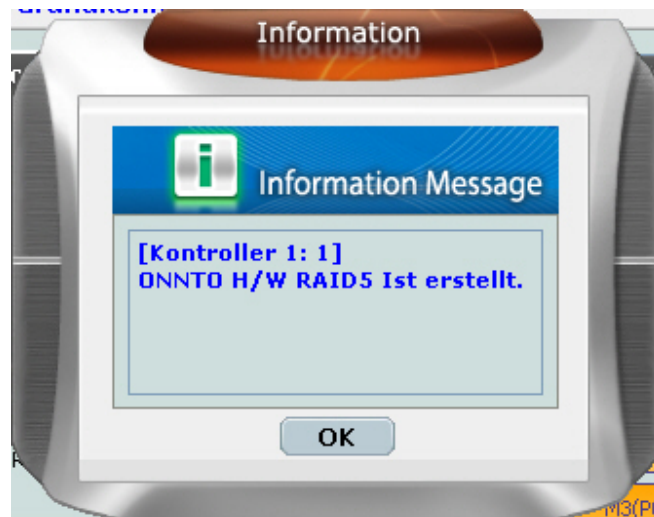 Information
Information Message
[Kontroller 1: 1]
ONNTO H/W RAID5 Ist erstellt.
OK